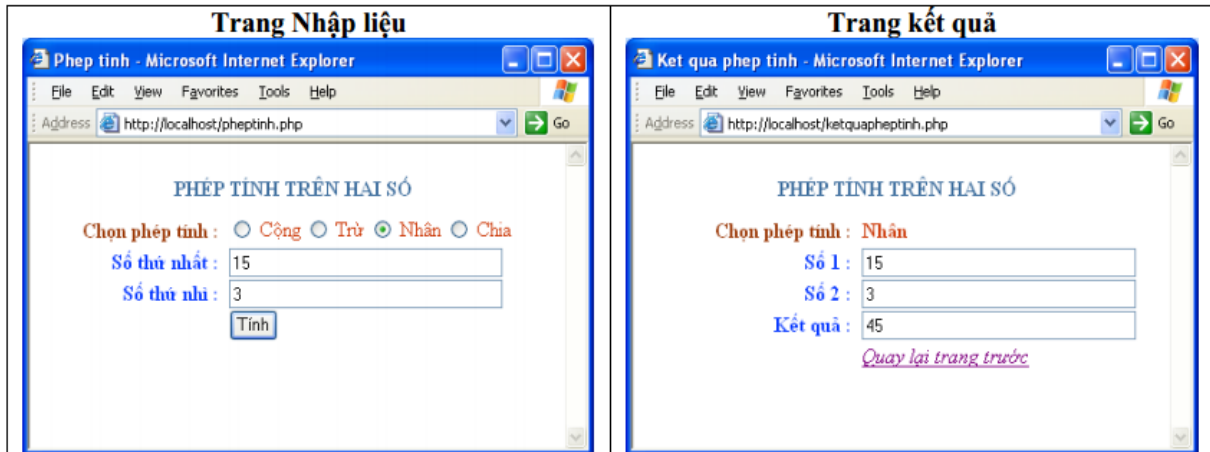 Trang Nhập liệu
Phep tinh - Microsoft Internet Explorer
File Edit View Favorites Tools Help
Address http://localhost/pheptinh.php Go
PHÉP TÍNH TRÊN HAI SỐ
Chọn phép tính : Cộng Trừ Nhân Chia
Số thứ nhất : 15
Số thứ nhì : 3
Tính
Trang kết quả
Ket qua phep tinh - Microsoft Internet Explorer
File Edit View Favorites Tools Help
Address http://localhost/ketquapheptinh.php Go
PHÉP TÍNH TRÊN HAI SỐ
Chọn phép tính : Nhân
Số 1 : 15
Số 2 : 3
Kết quả : 45
Quay lại trang trước